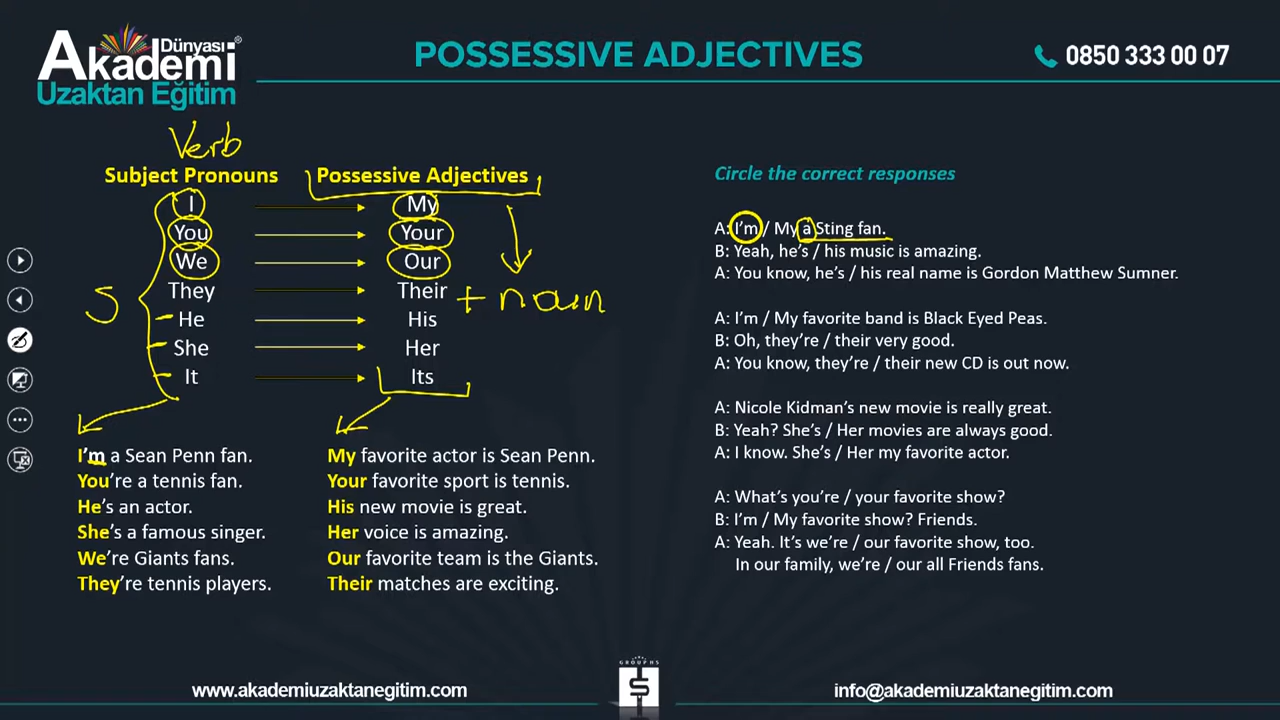 Akademi Dünyası®
Uzaktan Eğitim
POSSESSIVE ADJECTIVES
0850 333 00 07
Verb
Subject Pronouns
Possessive Adjectives
I
My
You
Your
We
Our
They
Their
He
His
She
Her
It
Its
S
+ noun
I'm a Sean Penn fan.
You're a tennis fan.
He's an actor.
She's a famous singer.
We're Giants fans.
They're tennis players.
My favorite actor is Sean Penn.
Your favorite sport is tennis.
His new movie is great.
Her voice is amazing.
Our favorite team is the Giants.
Their matches are exciting.
Circle the correct responses
A: I'm / My a Sting fan.
B: Yeah, he's / his music is amazing.
A: You know, he's / his real name is Gordon Matthew Sumner.
A: I'm / My favorite band is Black Eyed Peas.
B: Oh, they're / their very good.
A: You know, they're / their new CD is out now.
A: Nicole Kidman's new movie is really great.
B: Yeah? She's / Her movies are always good.
A: I know. She's / Her my favorite actor.
A: What's you're / your favorite show?
B: I'm / My favorite show? Friends.
A: Yeah. It's we're / our favorite show, too.
In our family, we're / our all Friends fans.
www.akademiuzaktanegitim.com
GROUPHS
info@akademiuzaktanegitim.com